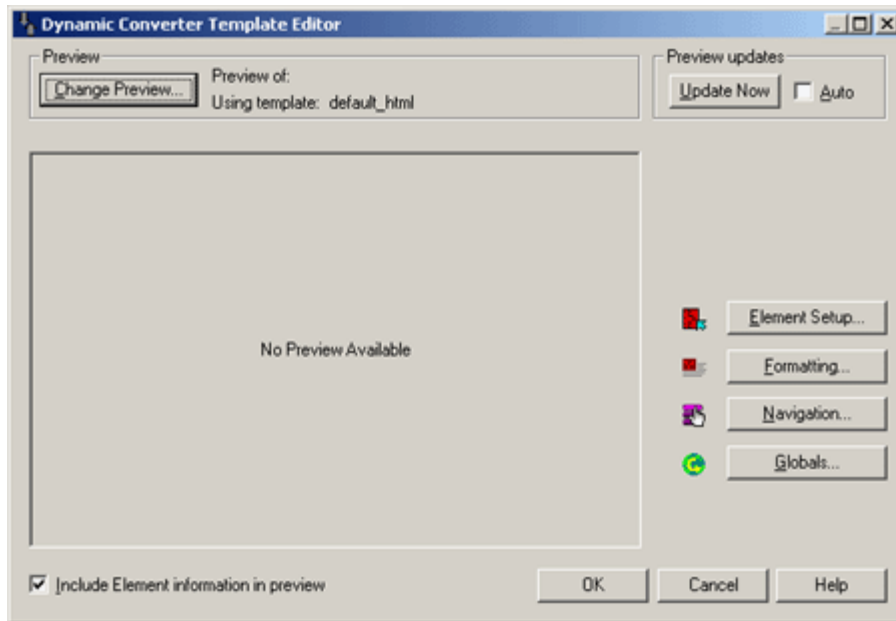 Dynamic Converter Template Editor
Preview
Change Preview...
Preview of:
Using template: default_html
Preview updates
Update Now
Auto
No Preview Available
Element Setup...
Formatting...
Navigation...
Globals...
Include Element information in preview
OK
Cancel
Help